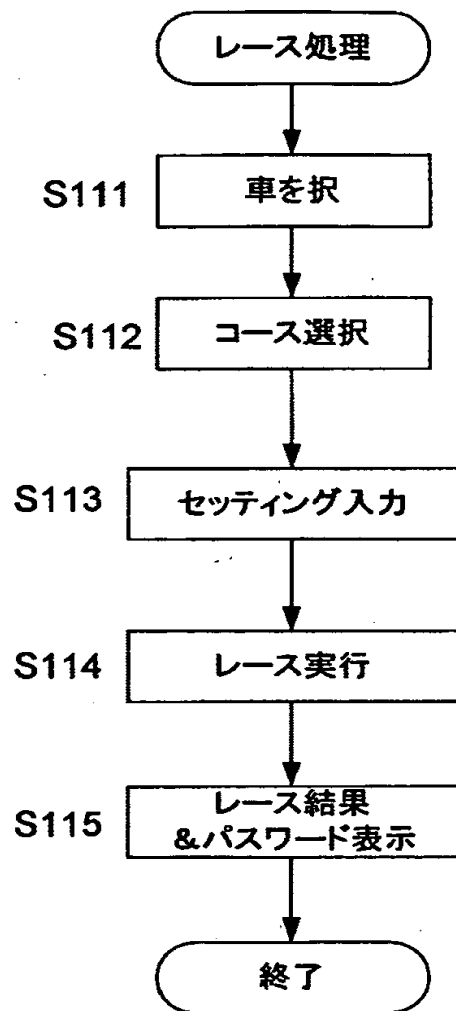 レース処理
S111
車を択
S112
コース選択
S113
セッティング入力
S114
レース実行
S115
レース結果
&パスワード表示
終了